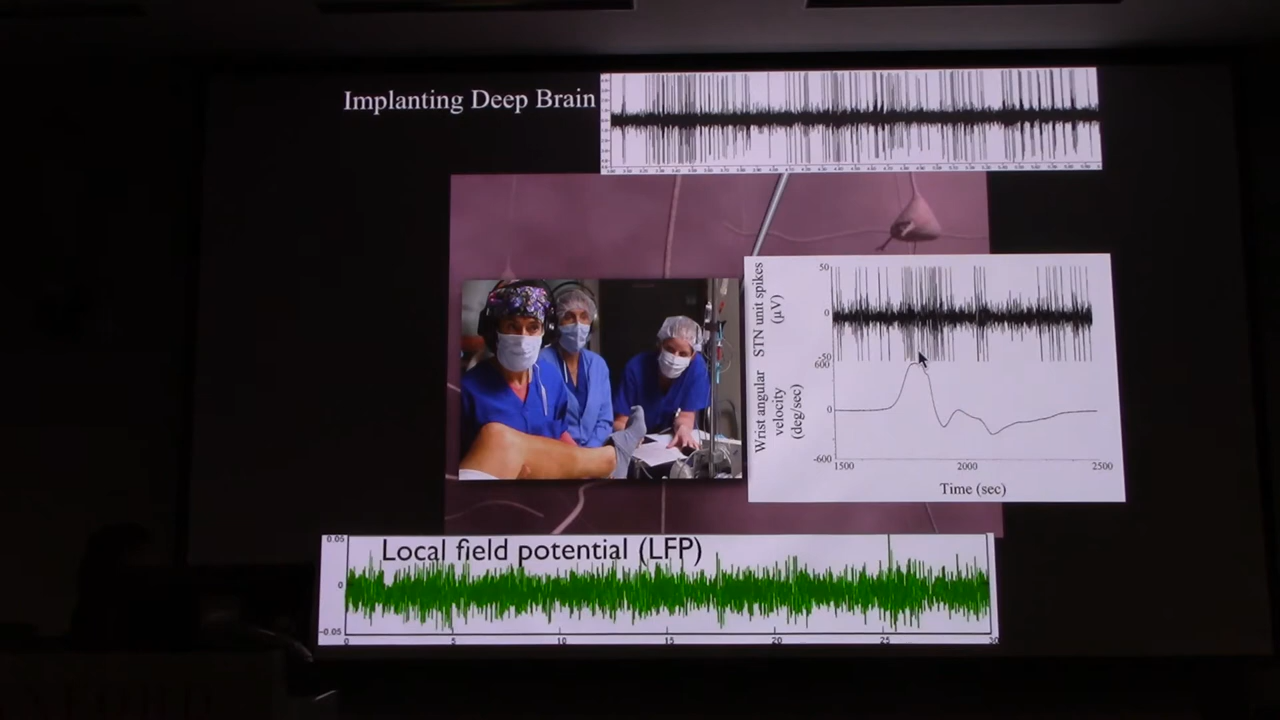 Implanting Deep Brain
STN unit spikes
(µV)
50
0
-50
Wrist angular
velocity
(deg/sec)
600
0
-600
1500
2000
2500
Time (sec)
Local field potential (LFP)
0.05
0
-0.05
0
5
10
15
20
25
30